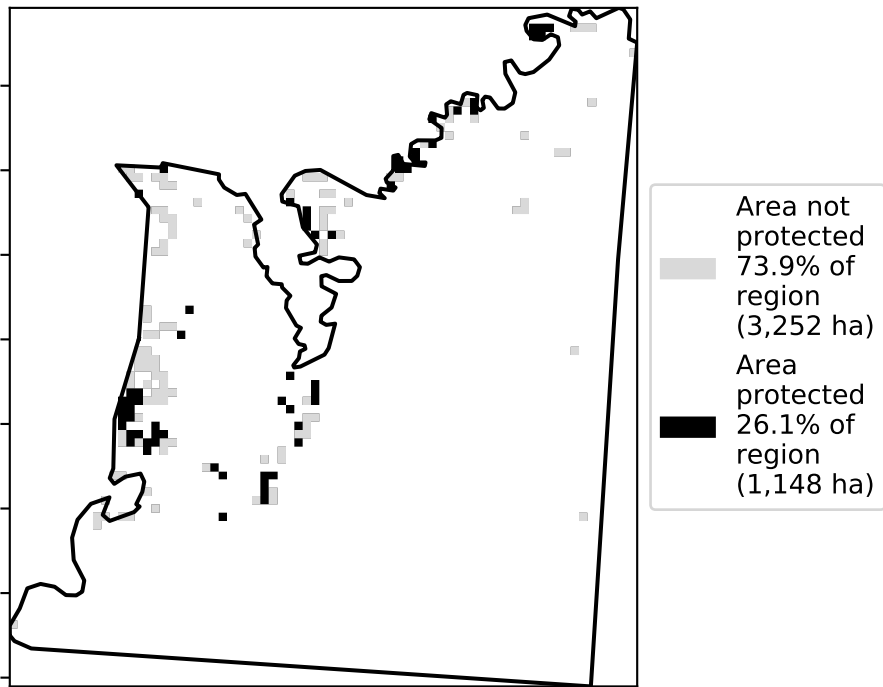 Area not
protected
73.9% of
region
(3,252 ha)
Area
protected
26.1% of
region
(1,148 ha)